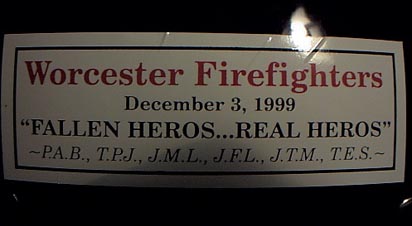 Worcester Firefighters
December 3, 1999
"FALLEN HEROS...REAL HEROS"
~P.A.B., T.P.J., J.M.L., J.F.L., J.T.M., T.E.S.~